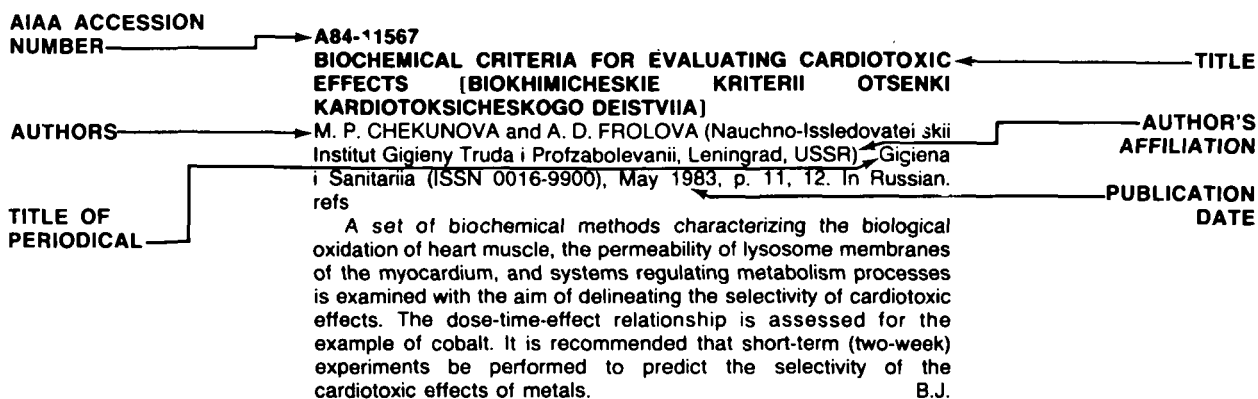 AIAA ACCESSION
NUMBER
A84-11567
BIOCHEMICAL CRITERIA FOR EVALUATING CARDIOTOXIC
TITLE
EFFECTS [BIOKHIMICHESKIE KRITERII OTSENKI
KARDIOTOKSICHESKOGO DEISTVIIA]
AUTHORS
M. P. CHEKUNOVA and A. D. FROLOVA (Nauchno-Issledovatel'skii
AUTHOR'S
AFFILIATION
Institut Gigieny Truda i Profzabolevanii, Leningrad, USSR) Gigiena
i Sanitariia (ISSN 0016-9900), May 1983, p. 11, 12. In Russian.
PUBLICATION
DATE
refs
TITLE OF
PERIODICAL
A set of biochemical methods characterizing the biological
oxidation of heart muscle, the permeability of lysosome membranes
of the myocardium, and systems regulating metabolism processes
is examined with the aim of delineating the selectivity of cardiotoxic
effects. The dose-time-effect relationship is assessed for the
example of cobalt. It is recommended that short-term (two-week)
experiments be performed to predict the selectivity of the
cardiotoxic effects of metals. B.J.